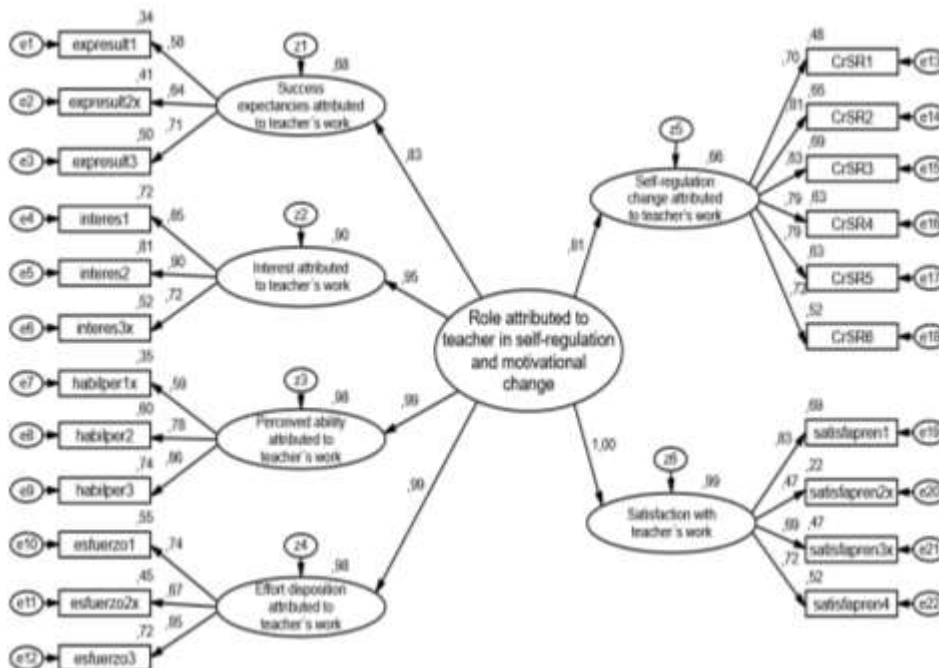 ,34
e1
expresult1
,58
,41
e2
expresult2x
,64
,50
e3
expresult3
,71
z1
,68
Success
expectancies attributed
to teacher´s work
,83
,72
e4
interes1
,85
,81
e5
interes2
,90
,52
e6
interes3x
,72
z2
,90
Interest attributed
to teacher´s work
,95
,35
e7
habilper1x
,59
,60
e8
habilper2
,78
,74
e9
habilper3
,86
z3
,98
Perceived ability
attributed to
teacher´s work
,99
,55
e10
esfuerzo1
,74
,45
e11
esfuerzo2x
,67
,72
e12
esfuerzo3
,85
z4
,98
Effort disposition
attributed to
teacher´s work
,99
Role attributed to
teacher in self-regulation
and motivational
change
z5
,66
Self-regulation
change attributed
to teacher's work
,81
,48
,70
CrSR1
e13
,66
,81
CrSR2
e14
,69
,83
CrSR3
e15
,63
,79
CrSR4
e16
,63
,79
CrSR5
e17
,52
,72
CrSR6
e18
1,00
z6
,99
Satisfaction with
teacher´s work
,69
,83
satisfapren1
e19
,22
,47
satisfapren2x
e20
,47
,69
satisfapren3x
e21
,52
,72
satisfapren4
e22